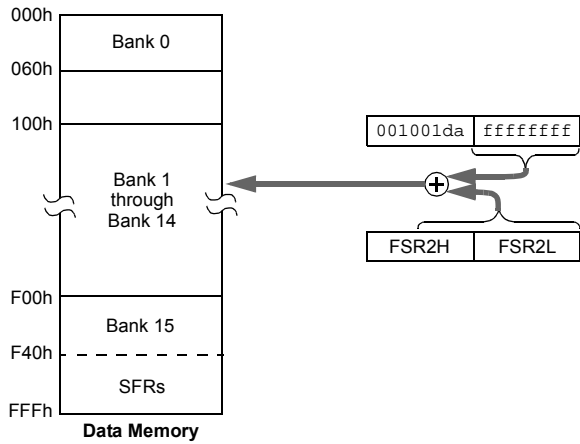 000h
Bank 0
060h
100h
001001da ffffffff
Bank 1
through
Bank 14
FSR2H FSR2L
F00h
Bank 15
F40h
SFRs
FFFh
Data Memory